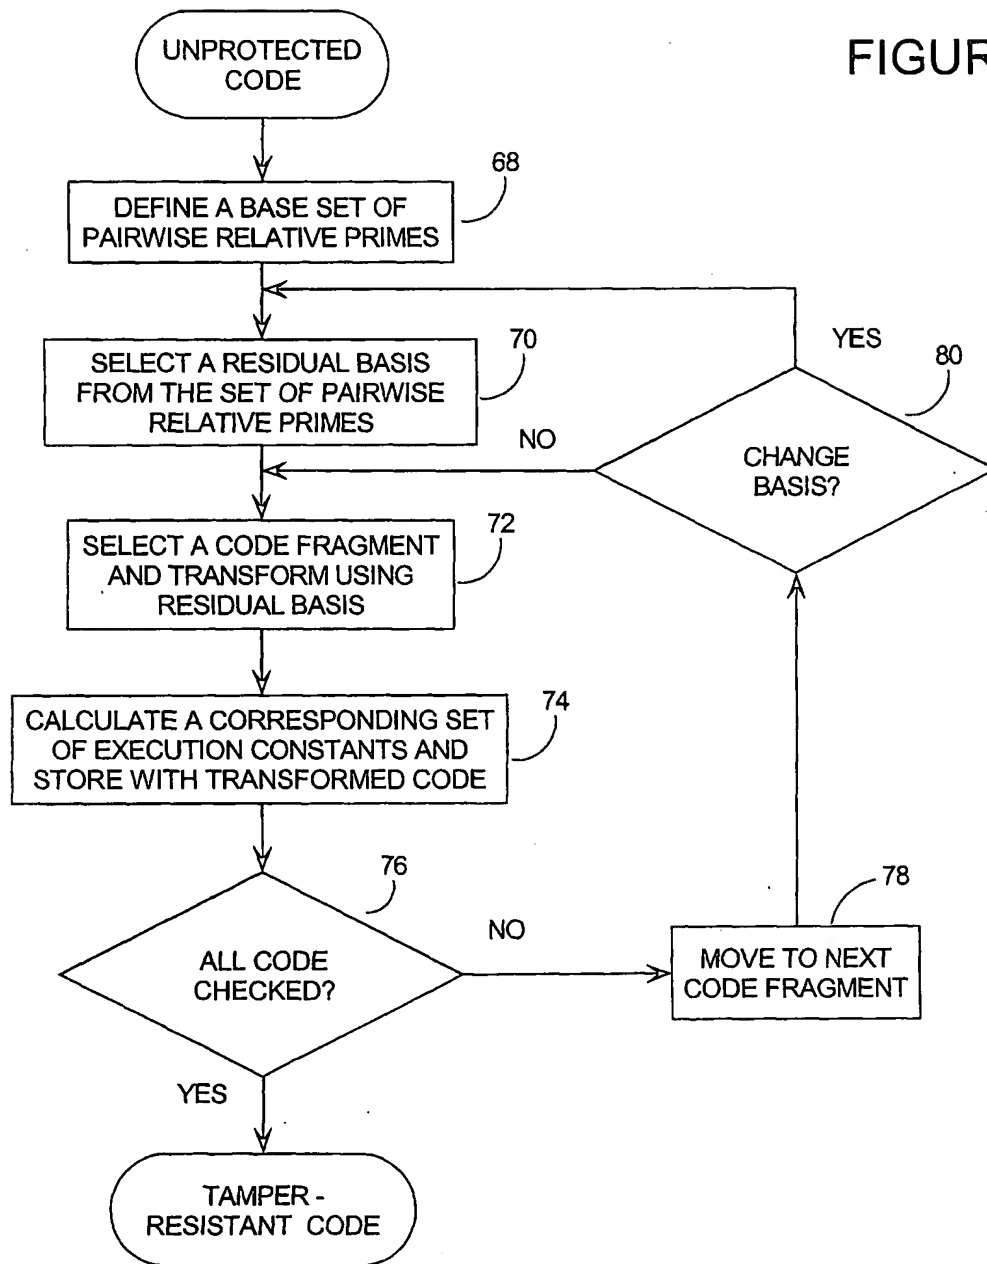 UNPROTECTED
CODE
FIGUR
68
DEFINE A BASE SET OF
PAIRWISE RELATIVE PRIMES
YES
70
80
SELECT A RESIDUAL BASIS
FROM THE SET OF PAIRWISE
RELATIVE PRIMES
NO
CHANGE
BASIS?
72
SELECT A CODE FRAGMENT
AND TRANSFORM USING
RESIDUAL BASIS
74
CALCULATE A CORRESPONDING SET
OF EXECUTION CONSTANTS AND
STORE WITH TRANSFORMED CODE
76
78
NO
ALL CODE
CHECKED?
MOVE TO NEXT
CODE FRAGMENT
YES
TAMPER -
RESISTANT CODE